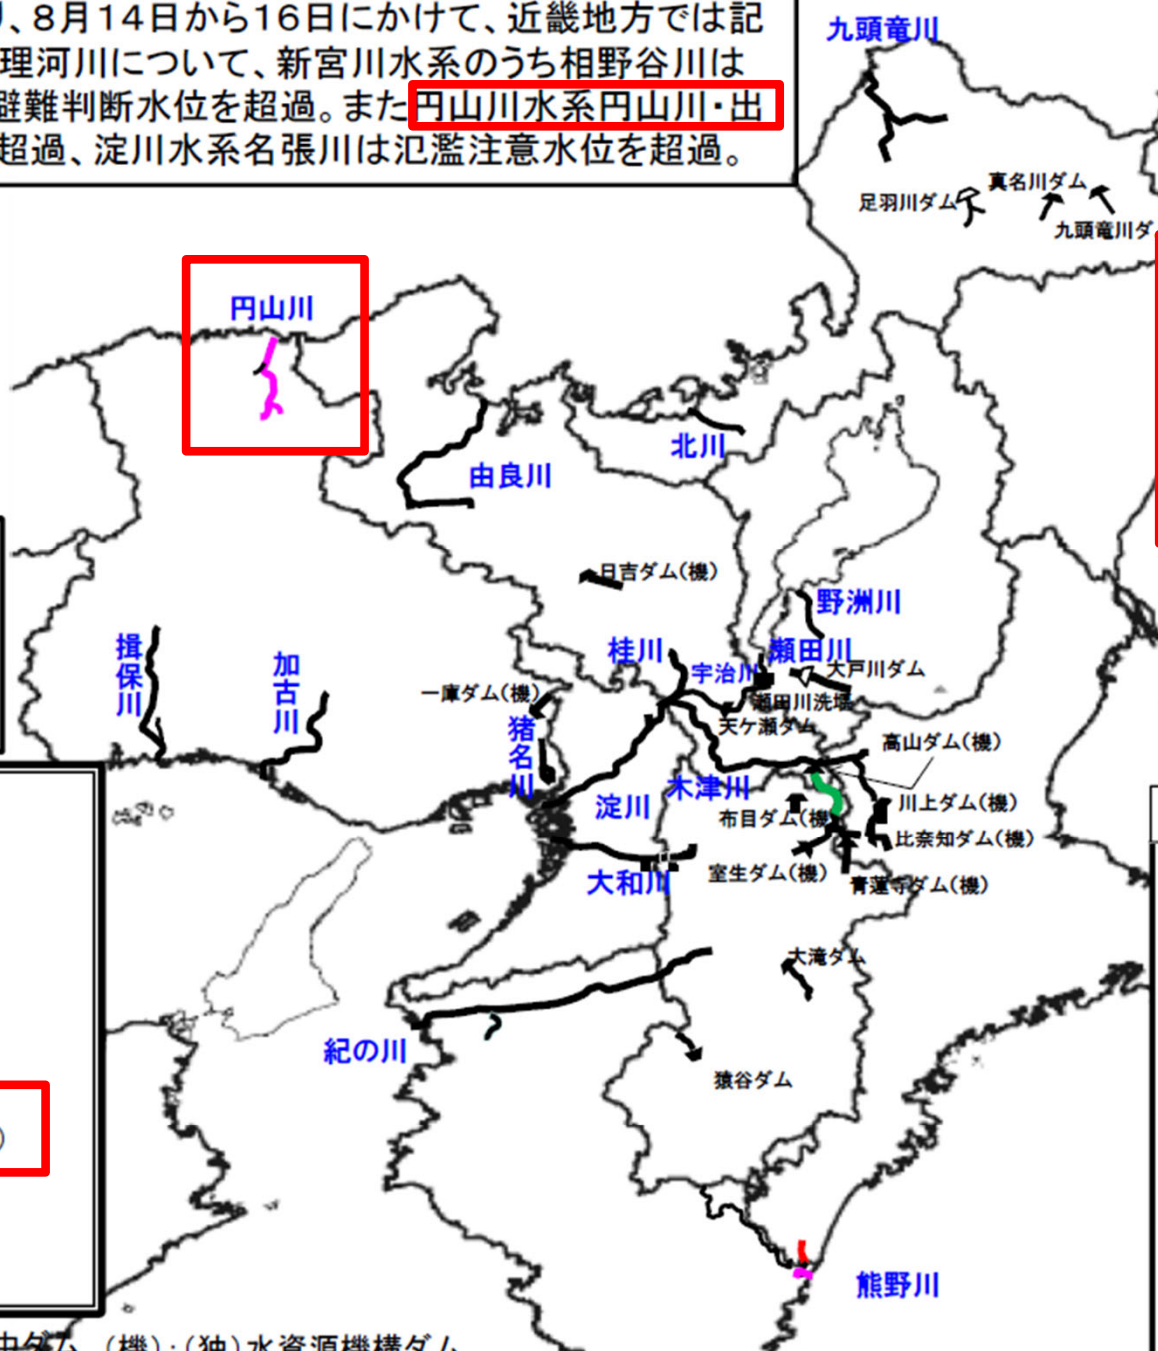 、8月14日から16日にかけて、近畿地方では記
理河川について、新宮川水系のうち相野谷川は
避難判断水位を超過。また円山川水系円山川・出
超過、淀川水系名張川は氾濫注意水位を超過。
九頭竜川
真名川ダム
足羽川ダム
九頭竜川ダ
円山川
北川
由良川
日吉ダム(機)
野洲川
揖保川
加古川
桂川
宇治川
瀬田川
大戸川ダム
一庫ダム(機)
瀬田川洗堰
天ケ瀬ダム
猪名川
高山ダム(機)
淀川
木津川
川上ダム(機)
布目ダム(機
比奈知ダム(機)
大和川
室生ダム(機)
青蓮寺ダム(機)
大滝ダム
紀の川
猿谷ダム
)
熊野川
中ダム (機):(独)水資源機構ダム